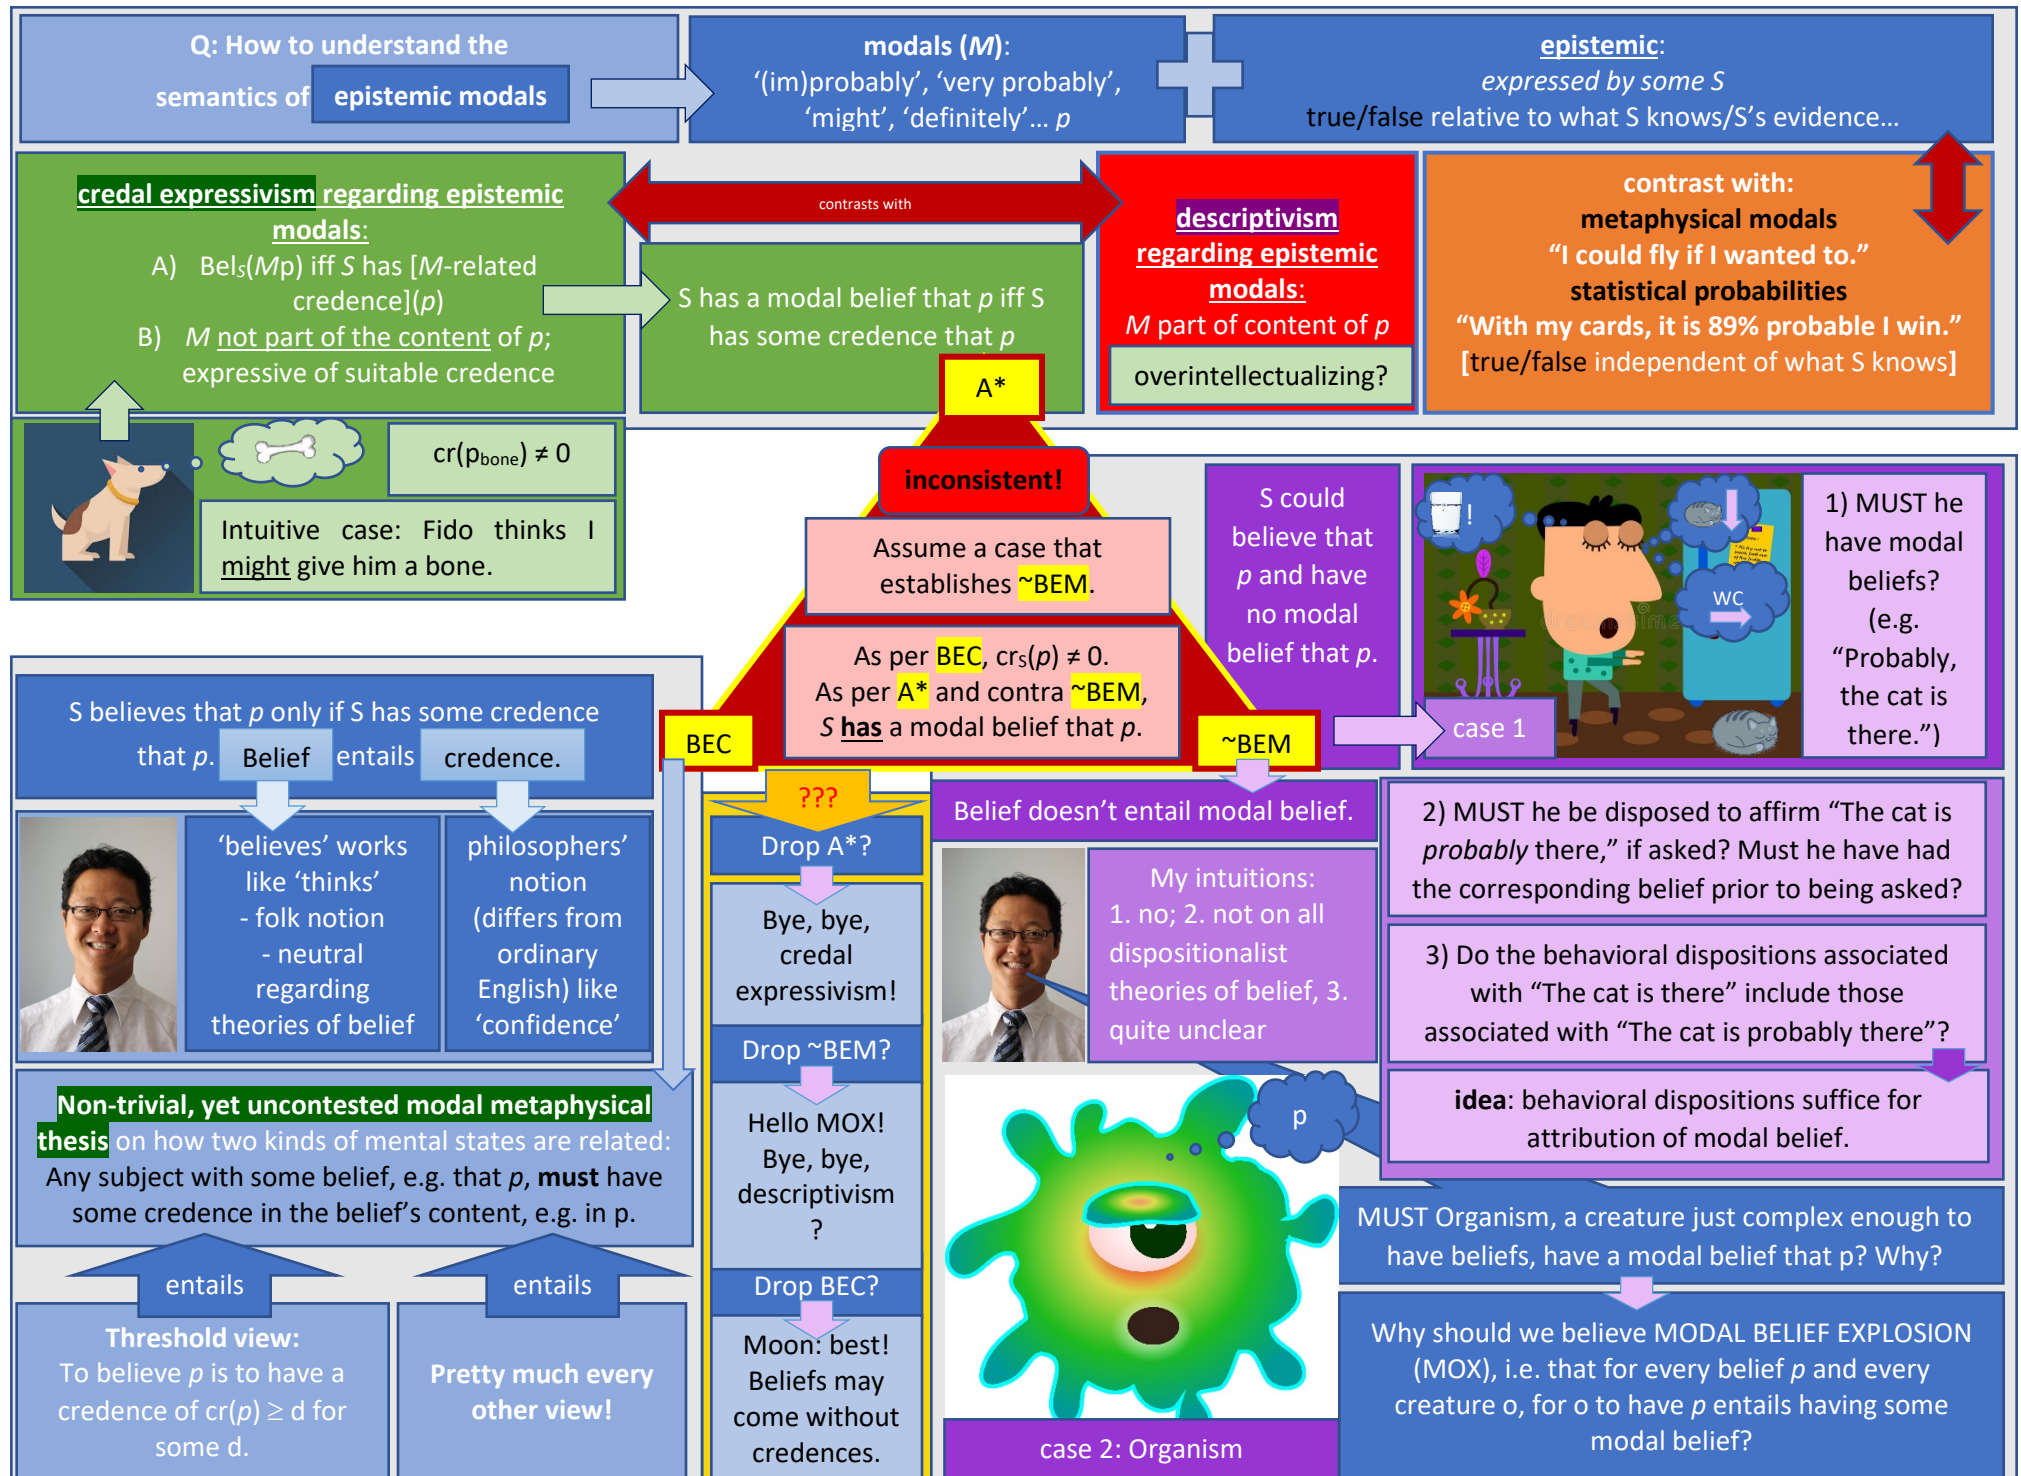 Q: How to understand the
semantics of epistemic modals
modals (M):
‘(im)probably’, ‘very probably’,
‘might’, ‘definitely’... p
epistemic:
expressed by some S
true/false relative to what S knows/S’s evidence...
credal expressivism regarding epistemic
modals:
A) BelS(Mp) iff S has [M-related
credence](p)
B) M not part of the content of p;
expressive of suitable credence
contrasts with
S has a modal belief that p iff S
has some credence that p
A*
descriptivism
regarding epistemic
modals:
M part of content of p
overintellectualizing?
contrast with:
metaphysical modals
“I could fly if I wanted to.”
statistical probabilities
“With my cards, it is 89% probable I win.”
[true/false independent of what S knows]
cr(pbone) ≠ 0
Intuitive case: Fido thinks I
might give him a bone.
inconsistent!
Assume a case that
establishes ~BEM.
As per BEC, crS(p) ≠ 0.
As per A* and contra ~BEM,
S has a modal belief that p.
BEC
~BEM
S could
believe that
p and have
no modal
belief that p.
!
WC
case 1
1) MUST he
have modal
beliefs?
(e.g.
“Probably,
the cat is
there.”)
S believes that p only if S has some credence
that p. Belief entails credence.
‘believes’ works
like ‘thinks’
- folk notion
- neutral
regarding
theories of belief
philosophers’
notion
(differs from
ordinary
English) like
‘confidence’
Non-trivial, yet uncontested modal metaphysical
thesis on how two kinds of mental states are related:
Any subject with some belief, e.g. that p, must have
some credence in the belief’s content, e.g. in p.
entails
entails
Threshold view:
To believe p is to have a
credence of cr(p) ≥ d for
some d.
Pretty much every
other view!
???
Drop A*?
Bye, bye,
credal
expressivism!
Drop ~BEM?
Hello MOX!
Bye, bye,
descriptivism
?
Drop BEC?
Moon: best!
Beliefs may
come without
credences.
Belief doesn’t entail modal belief.
My intuitions:
1. no; 2. not on all
dispositionalist
theories of belief, 3.
quite unclear
2) MUST he be disposed to affirm “The cat is
probably there,” if asked? Must he have had
the corresponding belief prior to being asked?
3) Do the behavioral dispositions associated
with “The cat is there” include those
associated with “The cat is probably there”?
idea: behavioral dispositions suffice for
attribution of modal belief.
p
case 2: Organism
MUST Organism, a creature just complex enough to
have beliefs, have a modal belief that p? Why?
Why should we believe MODAL BELIEF EXPLOSION
(MOX), i.e. that for every belief p and every
creature o, for o to have p entails having some
modal belief?